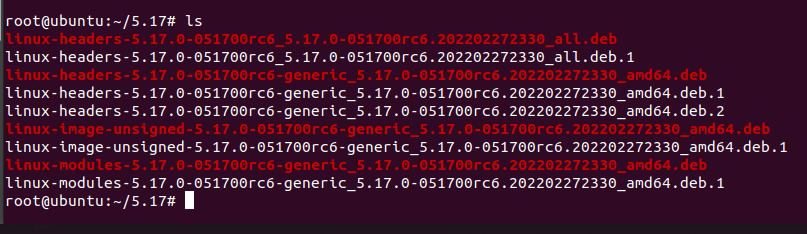 root@ubuntu:~/5.17# ls
linux-headers-5.17.0-051700rc6_5.17.0-051700rc6.202202272330_all.deb
linux-headers-5.17.0-051700rc6_5.17.0-051700rc6.202202272330_all.deb.1
linux-headers-5.17.0-051700rc6-generic_5.17.0-051700rc6.202202272330_amd64.deb
linux-headers-5.17.0-051700rc6-generic_5.17.0-051700rc6.202202272330_amd64.deb.1
linux-headers-5.17.0-051700rc6-generic_5.17.0-051700rc6.202202272330_amd64.deb.2
linux-image-unsigned-5.17.0-051700rc6-generic_5.17.0-051700rc6.202202272330_amd64.deb
linux-image-unsigned-5.17.0-051700rc6-generic_5.17.0-051700rc6.202202272330_amd64.deb.1
linux-modules-5.17.0-051700rc6-generic_5.17.0-051700rc6.202202272330_amd64.deb
linux-modules-5.17.0-051700rc6-generic_5.17.0-051700rc6.202202272330_amd64.deb.1
root@ubuntu:~/5.17#